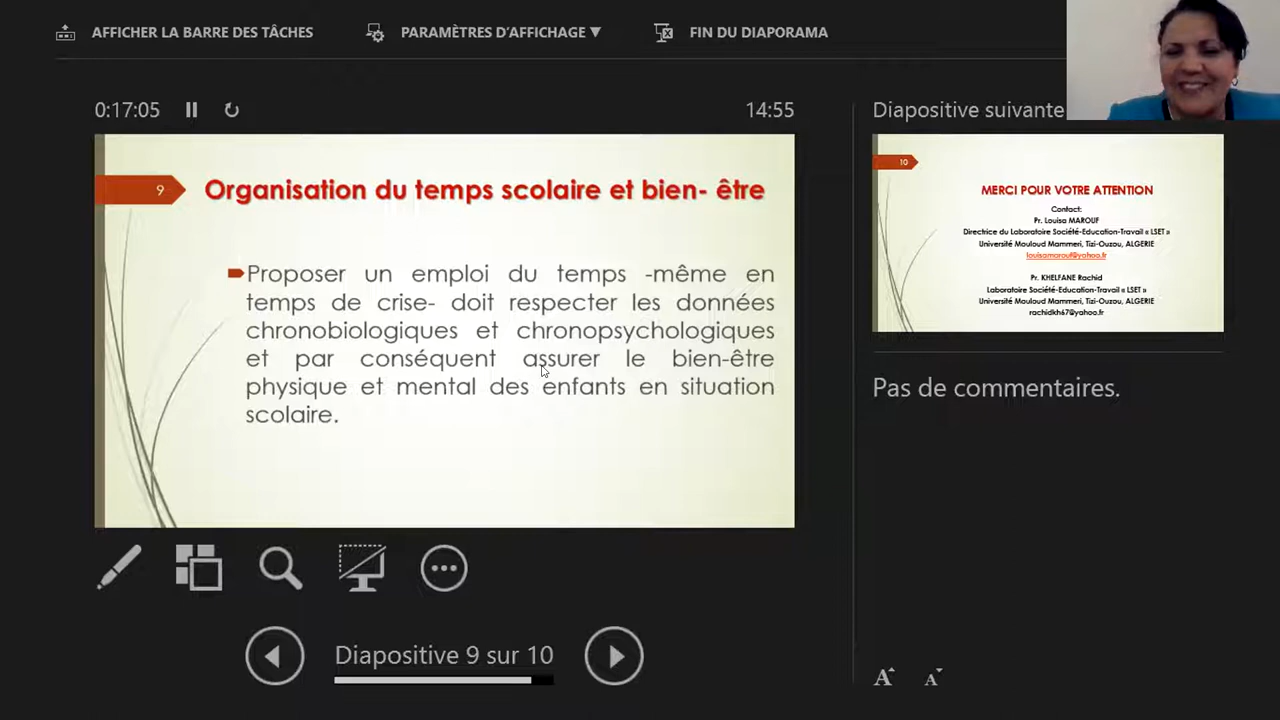 AFFICHER LA BARRE DES TÂCHES
PARAMÈTRES D'AFFICHAGE ▼
FIN DU DIAPORAMA
0:17:05
14:55
9
Organisation du temps scolaire et bien- être
Proposer un emploi du temps -même en
temps de crise- doit respecter les données
chronobiologiques et chronopsychologiques
et par conséquent assurer le bien-être
physique et mental des enfants en situation
scolaire.
Diapositive 9 sur 10
Diapositive suivante
10
MERCI POUR VOTRE ATTENTION
Contact:
Pr. Louisa MAROUF
Directrice du Laboratoire Société-Education-Travail « LSET »
Université Mouloud Mammeri, Tizi-Ouzou, ALGERIE
louisamarouf@yahoo.fr
Pr. KHELFANE Rachid
Laboratoire Société-Education-Travail « LSET »
Université Mouloud Mammeri, Tizi-Ouzou, ALGERIE
rachidkh67@yahoo.fr
Pas de commentaires.
A A